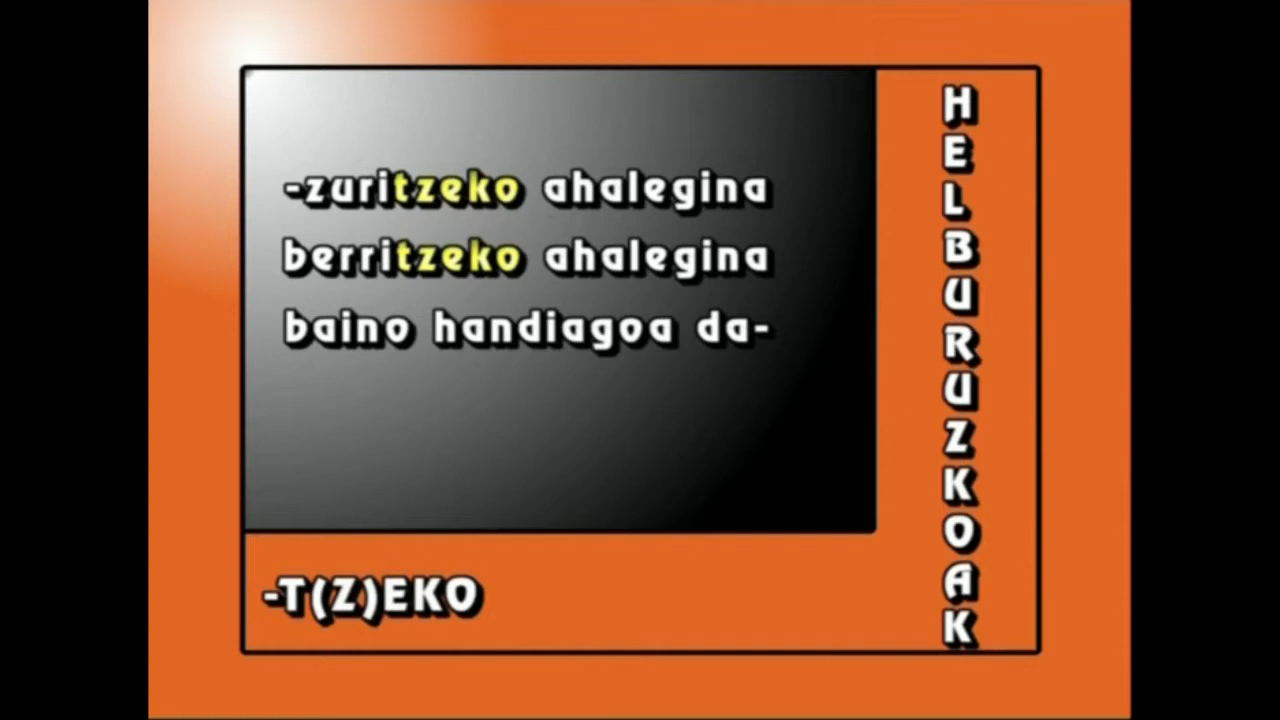 -zuritzeko ahalegina
berritzeko ahalegina
baino handiagoa da-
-T(Z)EKO
HELBURUZKOAK